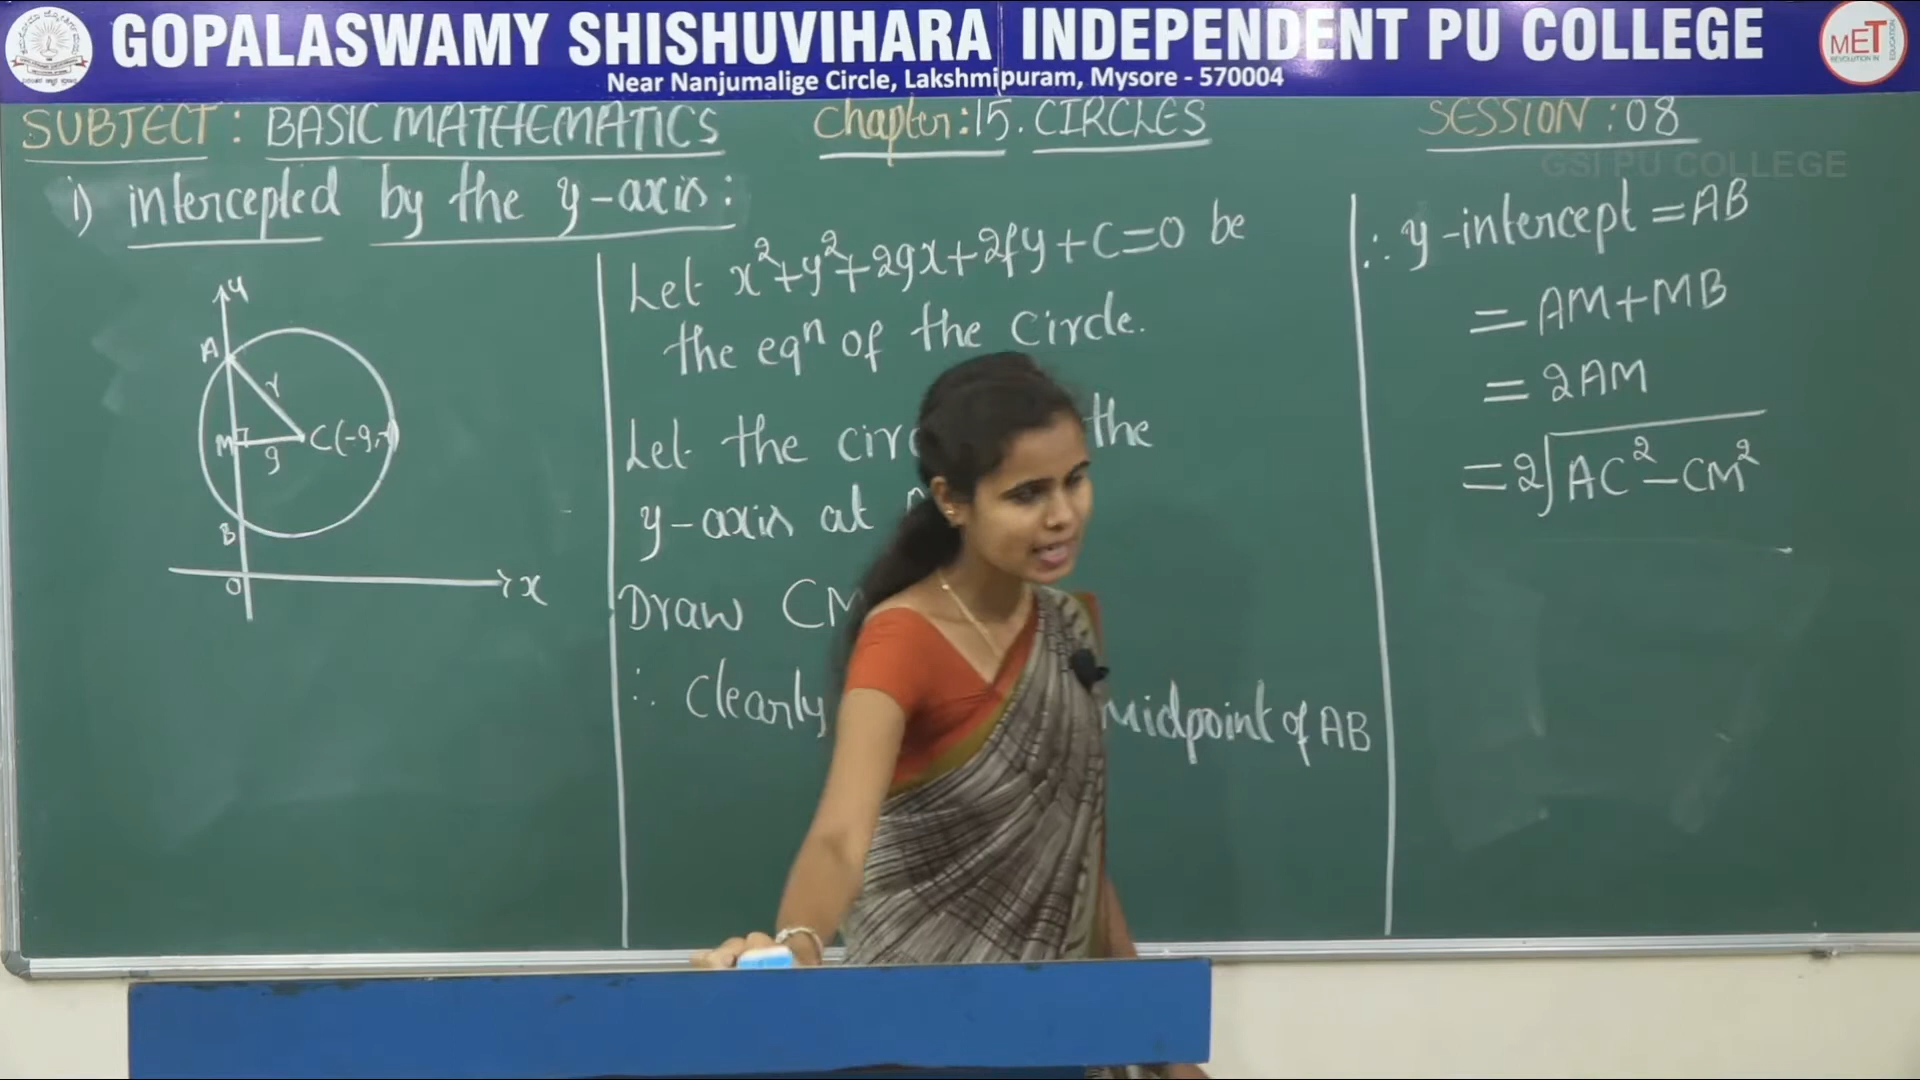 GOPALASWAMY SHISHUVIHARA INDEPENDENT PU COLLEGE
Near Nanjumalige Circle, Lakshmipuram, Mysore - 570004
MET
SUBJECT : BASIC MATHEMATICS
Chapter:15. CIRCLES
SESSION : 08
GSI PU COLLEGE
i) intercepted by the y-axis:
y
A
r
M
C(-g,-f)
g
B
O
x
Let x²+y²+2gx+2fy+C=0 be
the eqⁿ of the circle.
Let the the
y-axis at
Draw CM
∴ Clearly midpoint of AB
∴ y-intercept = AB
= AM+MB
= 2AM
= 2√AC²-CM²